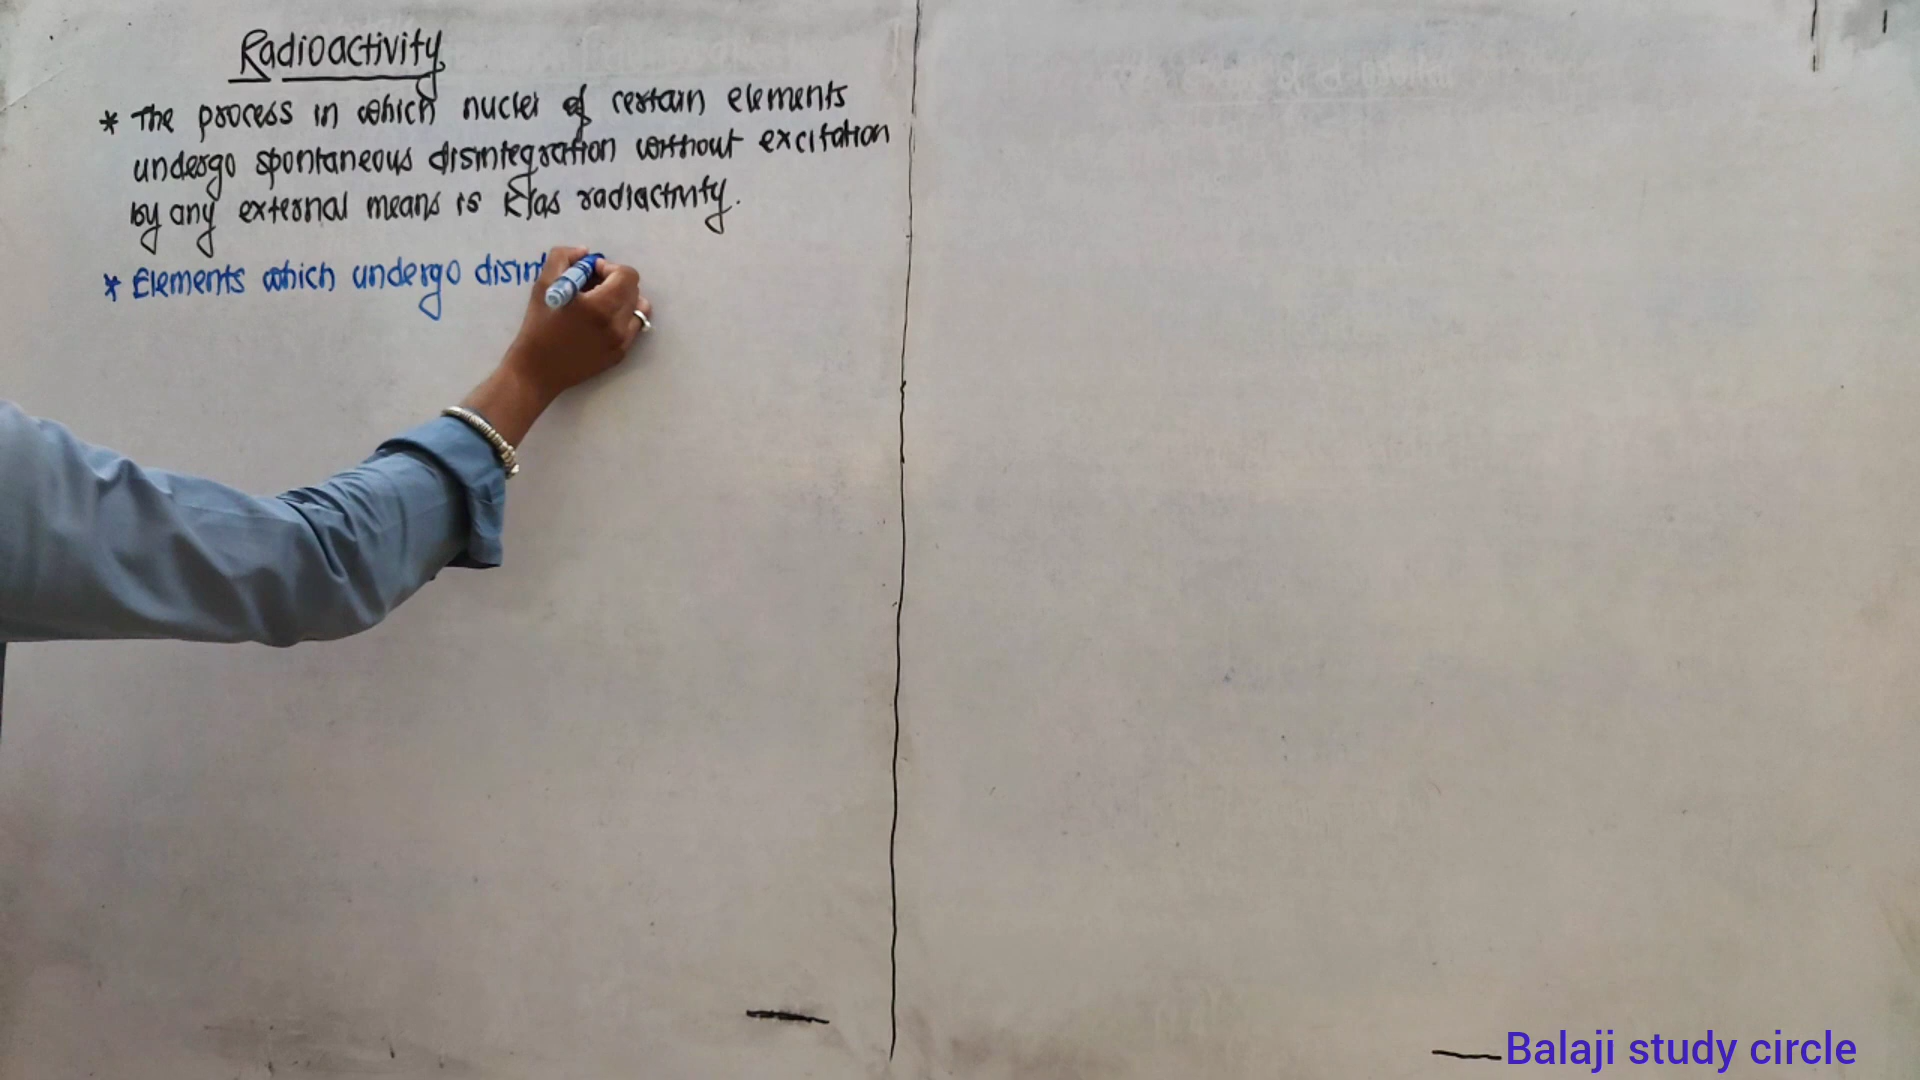 Radioactivity
* The process in which nuclei of certain elements
undergo spontaneous disintegration without excitation
by any external means is k/as radiactivity.
* Elements which undergo disint
Balaji study circle